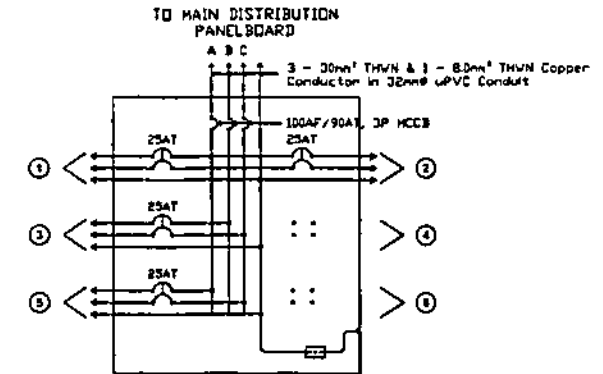 TO MAIN DISTRIBUTION
PANELBOARD
A B C
3 - 30mm² THWN & 1 - 8.0mm² THWN Copper
Conductor in 32mmø uPVC Conduit
100AF/90AT, 3P MCCB
25AT 25AT
1 2
25AT
3 4
25AT
5 6